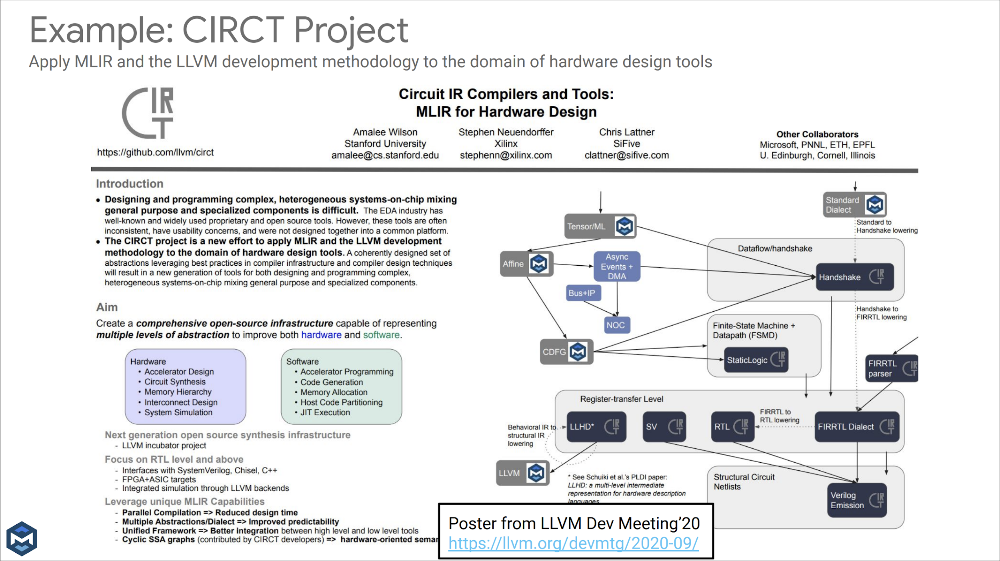 Example: CIRCT Project
Apply MLIR and the LLVM development methodology to the domain of hardware design tools
CIRT
https://github.com/llvm/circt
Circuit IR Compilers and Tools:
MLIR for Hardware Design
Amalee Wilson
Stanford University
amalee@cs.stanford.edu
Stephen Neuendorffer
Xilinx
stephenn@xilinx.com
Chris Lattner
SiFive
clattner@sifive.com
Other Collaborators
Microsoft, PNNL, ETH, EPFL
U. Edinburgh, Cornell, Illinois
Introduction
• Designing and programming complex, heterogeneous systems-on-chip mixing
general purpose and specialized components is difficult. The EDA industry has
well-known and widely used proprietary and open source tools. However, these tools are often
inconsistent, have usability concerns, and were not designed together into a common platform.
• The CIRCT project is a new effort to apply MLIR and the LLVM development
methodology to the domain of hardware design tools. A coherently designed set of
abstractions leveraging best practices in compiler infrastructure and compiler design techniques
will result in a new generation of tools for both designing and programming complex,
heterogeneous systems-on-chip mixing general purpose and specialized components.
Aim
Create a comprehensive open-source infrastructure capable of representing
multiple levels of abstraction to improve both hardware and software.
Hardware
• Accelerator Design
• Circuit Synthesis
• Memory Hierarchy
• Interconnect Design
• System Simulation
Software
• Accelerator Programming
• Code Generation
• Memory Allocation
• Host Code Partitioning
• JIT Execution
Next generation open source synthesis infrastructure
- LLVM incubator project
Focus on RTL level and above
- Interfaces with SystemVerilog, Chisel, C++
- FPGA+ASIC targets
- Integrated simulation through LLVM backends
Leverage unique MLIR Capabilities
- Parallel Compilation => Reduced design time
- Multiple Abstractions/Dialect => Improved predictability
- Unified Framework => Better integration between high level and low level tools
- Cyclic SSA graphs (contributed by CIRCT developers) => hardware-oriented
Standard
Dialect
Standard to
Handshake lowering
Tensor/ML
Affine
Async
Events +
DMA
Bus+IP
NOC
CDFG
Dataflow/handshake
Handshake
CIRT
Handshake to
FIRRTL lowering
Finite-State Machine +
Datapath (FSMD)
StaticLogic
CIRT
FIRRTL
parser
CIRT
Register-transfer Level
Behavioral IR to
structural IR
lowering
LLHD*
CIRT
SV
CIRT
RTL
CIRT
FIRRTL to
RTL lowering
FIRRTL Dialect
CIRT
LLVM
* See Schuiki et al.'s PLDI paper:
LLHD: a multi-level intermediate
representation for hardware description
languages
Structural Circuit
Netlists
Verilog
Emission
CIRT
Poster from LLVM Dev Meeting’20
https://llvm.org/devmtg/2020-09/